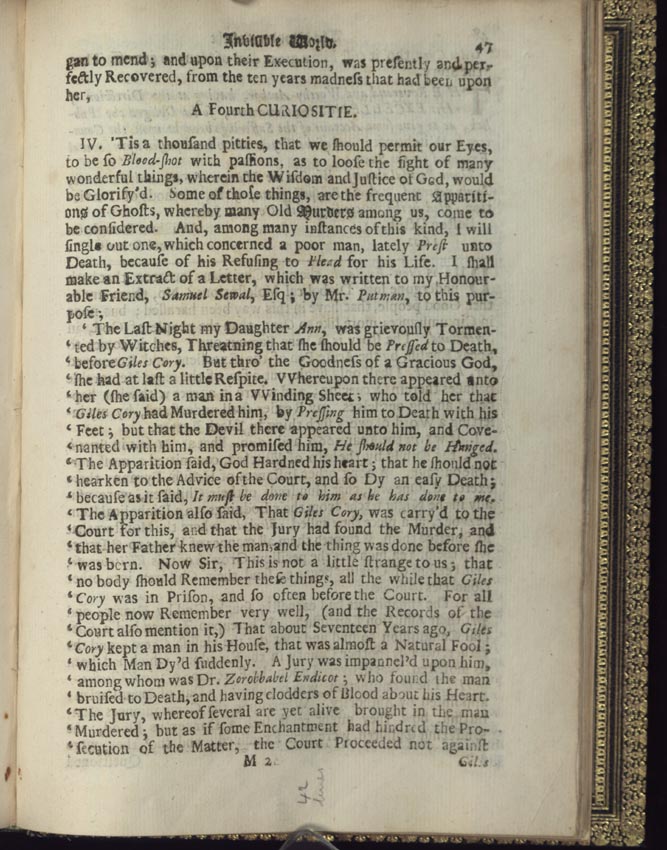 Invisible World. 47
gan to mend; and upon their Execution, was preſently and per-
fectly Recovered, from the ten years madneſs that had been upon
her,
A Fourth CURIOSITIE.
IV. 'Tis a thouſand pitties, that we ſhould permit our Eyes,
to be ſo Blood-ſhot with paſſions, as to looſe the ſight of many
wonderful things, wherein the Wiſdom and Juſtice of God, would
be Glorify'd. Some of thoſe things, are the frequent Appariti-
ons of Ghoſts, whereby many Old Murders among us, come to
be conſidered. And, among many inſtances of this kind, I will
ſingle out one, which concerned a poor man, lately Preſt unto
Death, becauſe of his Refuſing to Plead for his Life. I ſhall
make an Extract of a Letter, which was written to my Honour-
able Friend, Samuel Sewal, Eſq; by Mr. Putman, to this pur-
poſe;
‘ The Laſt Night my Daughter Ann, was grievouſly Tormen-
‘ ted by Witches, Threatning that ſhe ſhould be Preſſed to Death,
‘ before Giles Cory. But thro' the Goodneſs of a Gracious God,
‘ ſhe had at laſt a little Reſpite. VVhereupon there appeared unto
‘ her (ſhe ſaid) a man in a VVinding Sheet; who told her that
‘ Giles Cory had Murdered him, by Preſſing him to Death with his
‘ Feet; but that the Devil there appeared unto him, and Cove-
‘ nanted with him, and promiſed him, He ſhould not be Hanged.
‘ The Apparition ſaid, God Hardned his heart; that he ſhould not
‘ hearken to the Advice of the Court, and ſo Dy an eaſy Death;
‘ becauſe as it ſaid, It muſt be done to him as he has done to me.
‘ The Apparition alſo ſaid, That Giles Cory, was carry'd to the
‘ Court for this, and that the Jury had found the Murder, and
‘ that her Father knew the man, and the thing was done before ſhe
‘ was born. Now Sir, This is not a little ſtrange to us; that
‘ no body ſhould Remember theſe things, all the while that Giles
‘ Cory was in Priſon, and ſo often before the Court. For all
‘ people now Remember very well, (and the Records of the
‘ Court alſo mention it,) That about Seventeen Years ago, Giles
‘ Cory kept a man in his Houſe, that was almoſt a Natural Fool;
‘ which Man Dy'd ſuddenly. A Jury was impannel'd upon him,
‘ among whom was Dr. Zorobbabel Endicot; who found the man
‘ bruiſed to Death, and having clodders of Blood about his Heart.
‘ The Jury, whereof ſeveral are yet alive brought in the man
‘ Murdered; but as if ſome Enchantment had hindred the Pro-
‘ ſecution of the Matter, the Court Proceeded not againſt
M 2 Giles
42
lines